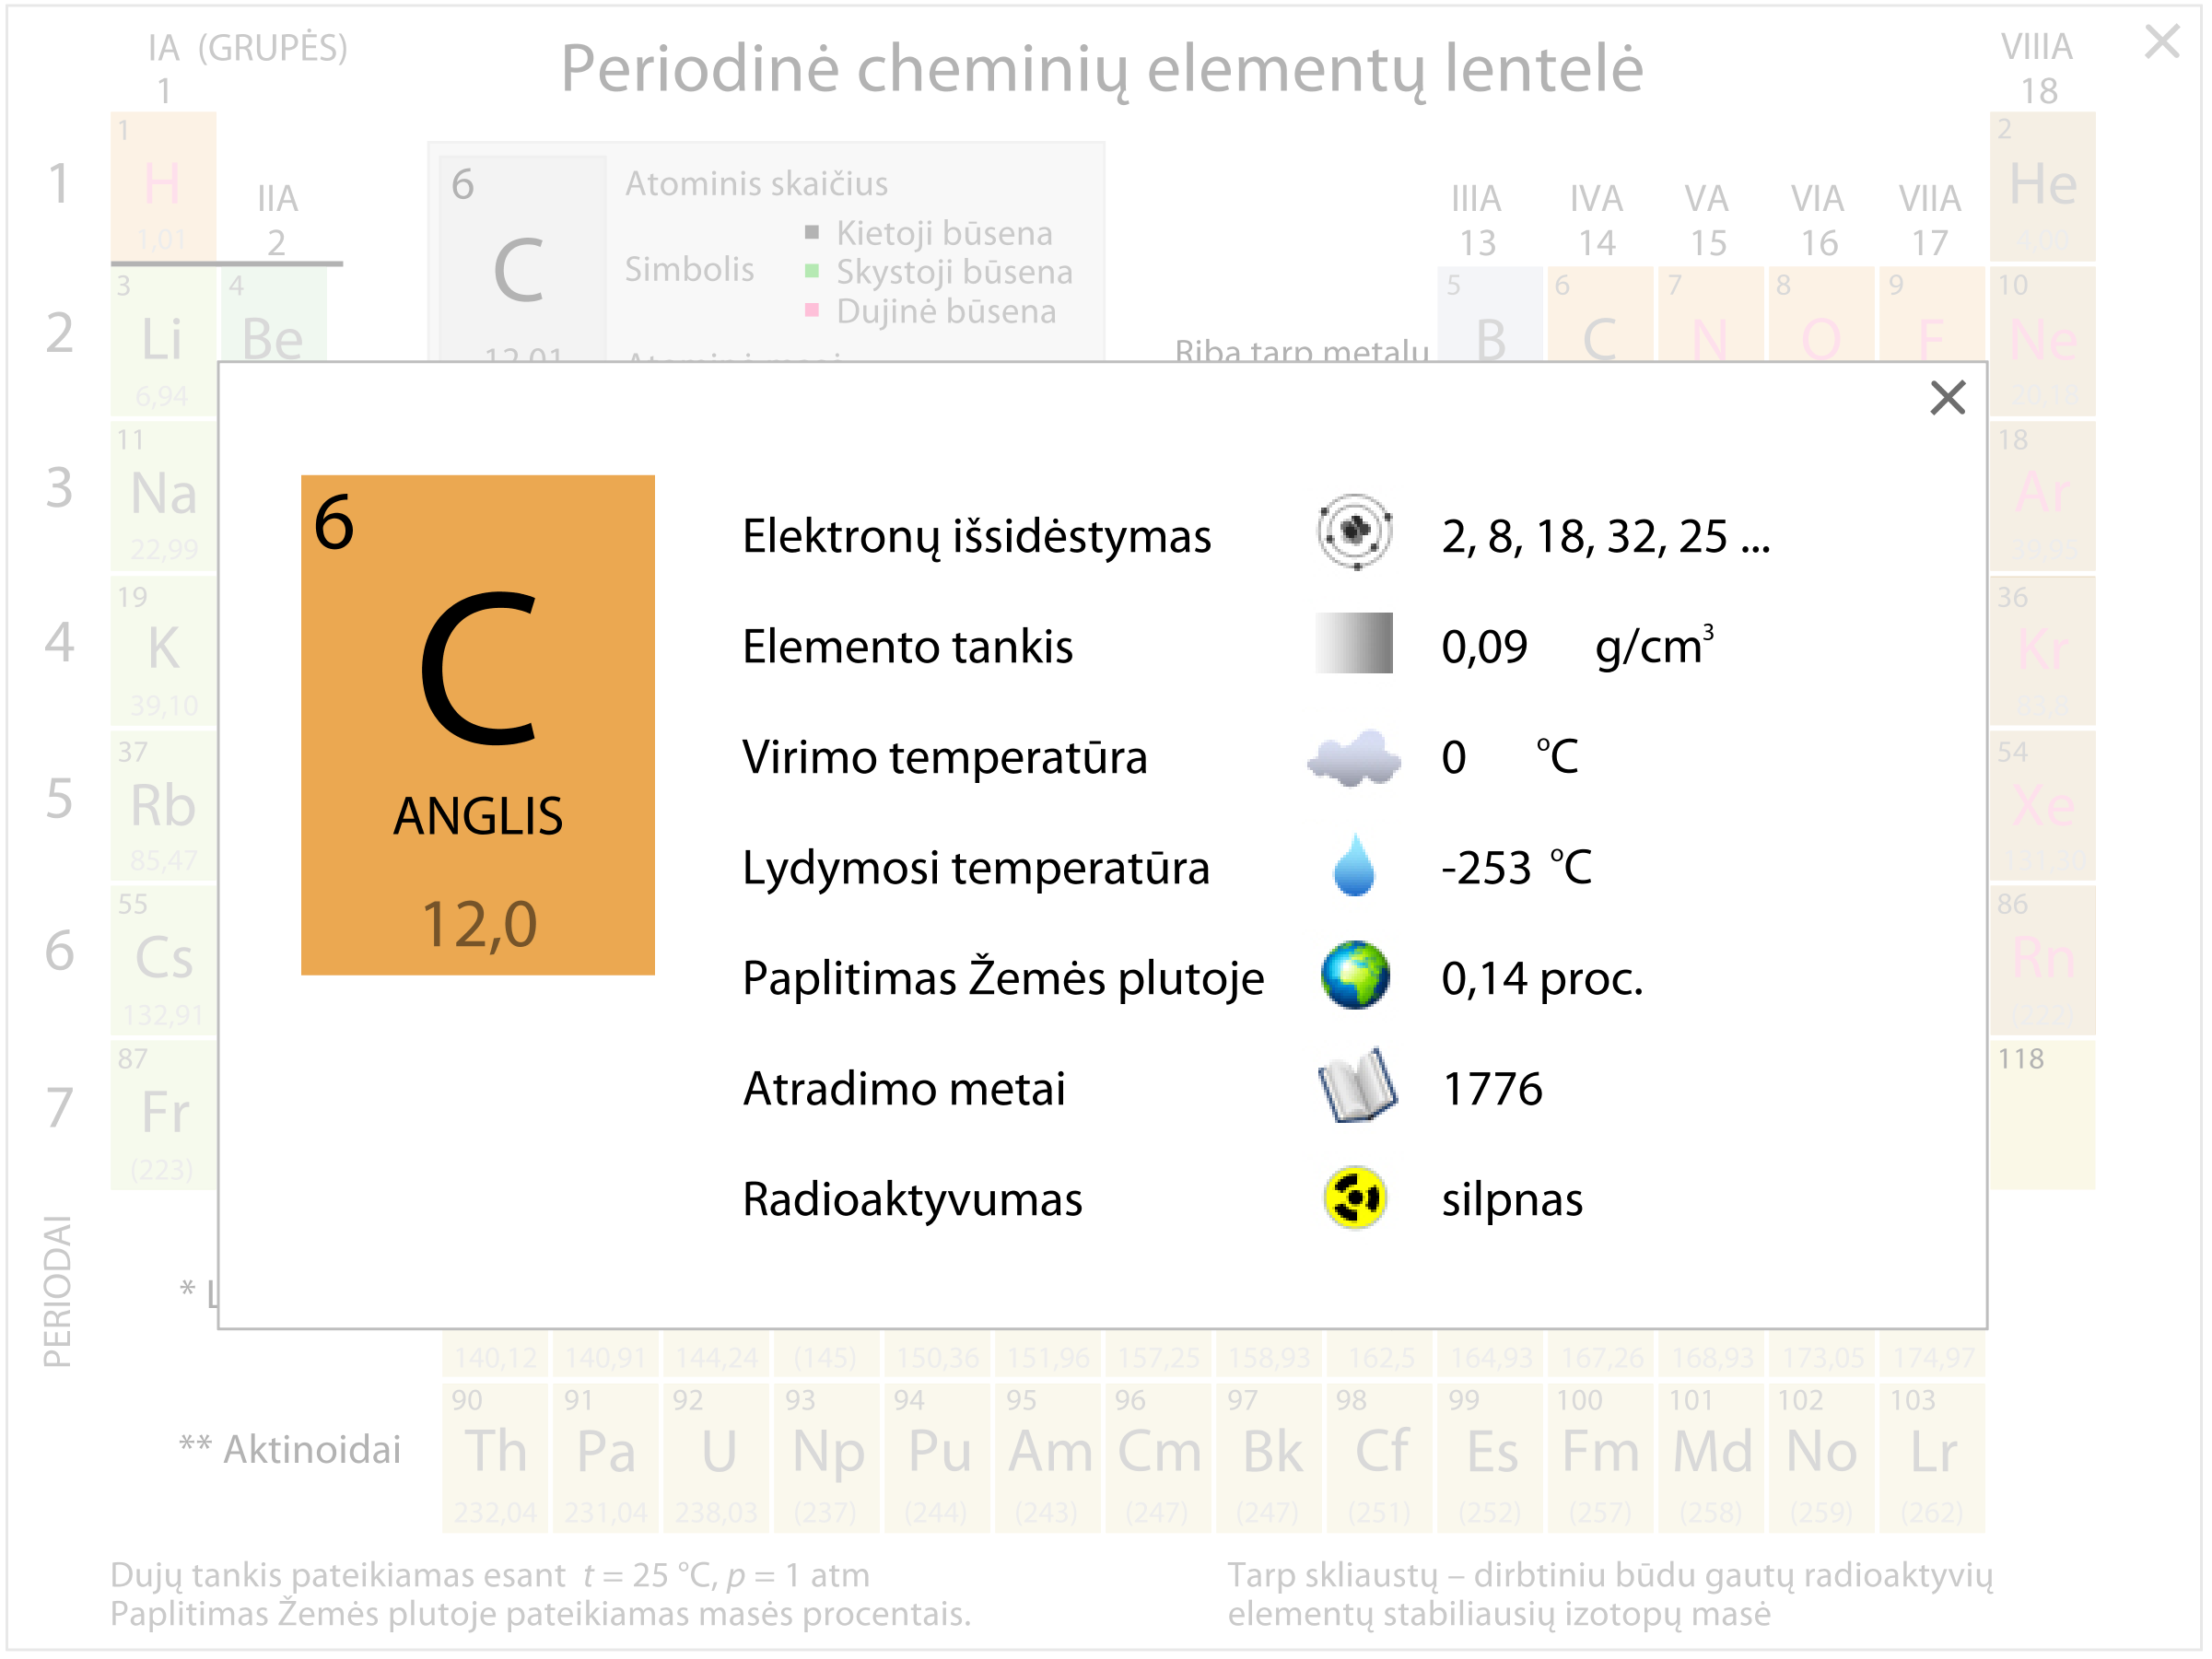 IA (GRUPĖS)
1
Periodinė cheminių elementų lentelė
VIIIA
18
1
1
H
1,01
IIA
2
6
C
12,01
Atominis skaičius
Simbolis
Kietoji būsena
Skystoji būsena
Dujinė būsena
IIIA
13
IVA
14
VA
15
VIA
16
VIIA
17
2
He
2
3
Li
6,94
4
Be
Riba tarp metalų
5
B
6
C
7
N
8
O
9
F
10
Ne
20,18
3
11
Na
22,99
18
Ar
4
19
K
39,10
36
Kr
83,8
5
37
Rb
85,47
54
Xe
6
55
Cs
132,91
86
Rn
(222)
7
87
Fr
(223)
118
6
C
ANGLIS
12,0
Elektronų išsidėstymas 2, 8, 18, 32, 25 ...
Elemento tankis 0,09 g/cm³
Virimo temperatūra 0 °C
Lydymosi temperatūra -253 °C
Paplitimas Žemės plutoje 0,14 proc.
Atradimo metai 1776
Radioaktyvumas silpnas
PERIODAI
* L
140,12 140,91 144,24 (145) 150,36 151,96 157,25 158,93 162,5 164,93 167,26 168,93 173,05 174,97
90 91 92 93 94 95 96 97 98 99 100 101 102 103
** Aktinoidai Th Pa U Np Pu Am Cm Bk Cf Es Fm Md No Lr
232,04 231,04 238,03 (237) (244) (243) (247) (247) (251) (252) (257) (258) (259) (262)
Dujų tankis pateikiamas esant t = 25 °C, p = 1 atm
Paplitimas Žemės plutoje pateikiamas masės procentais.
Tarp skliaustų – dirbtiniu būdu gautų radioaktyvių
elementų stabiliausių izotopų masė